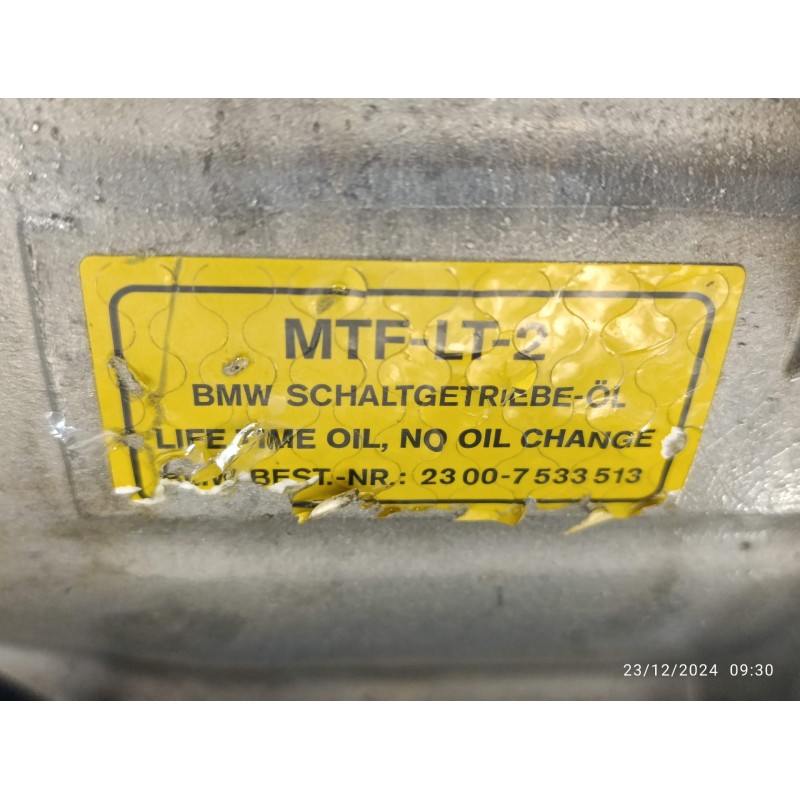 MTF-LT-2
BMW SCHALTGETRIEBE-ÖL
LIFE TIME OIL, NO OIL CHANGE
BMW BEST.-NR.: 23 00-7 533 513
23/12/2024 09:30